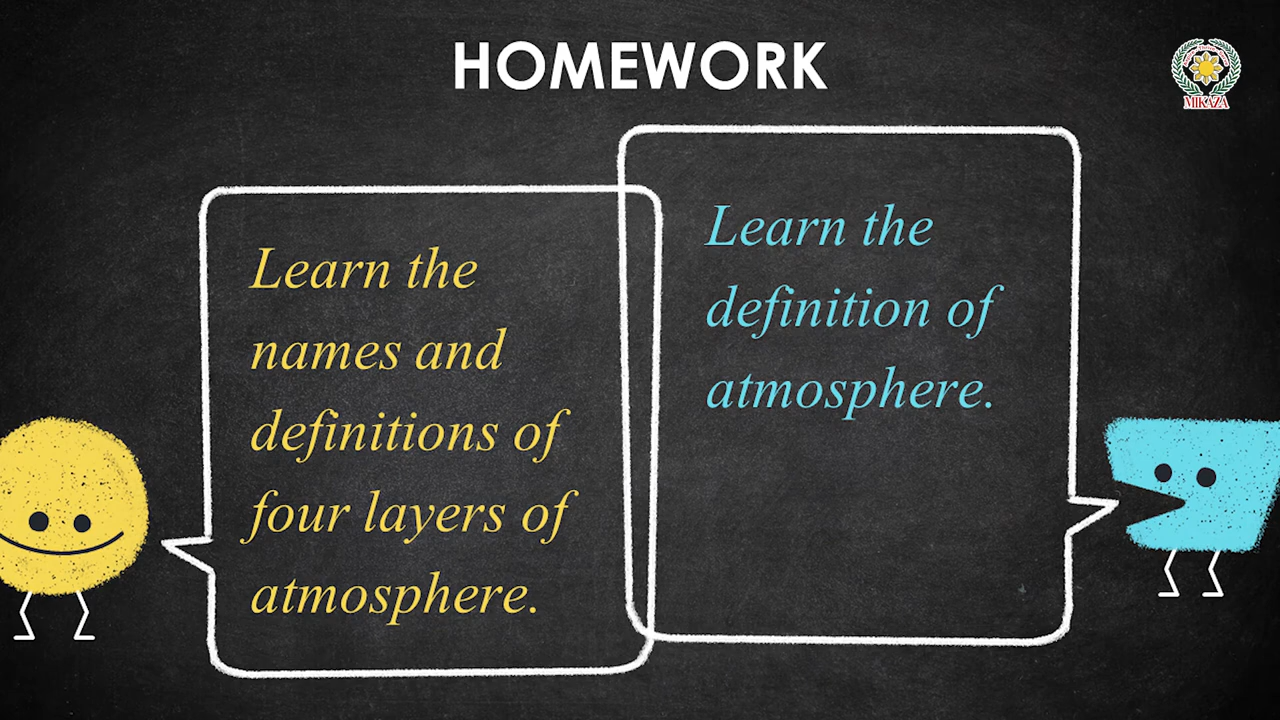 HOMEWORK
MIKAZA
Learn the
names and
definitions of
four layers of
atmosphere.
Learn the
definition of
atmosphere.